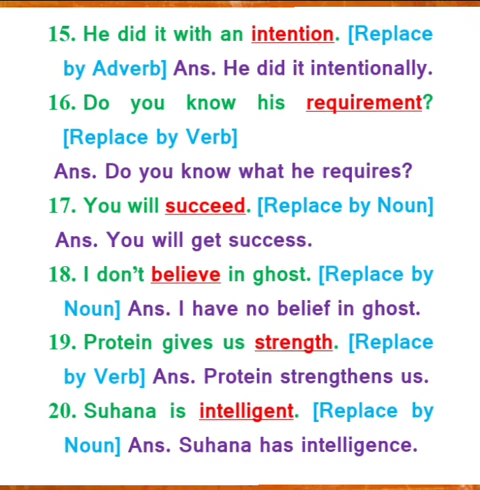 15. He did it with an intention. [Replace
by Adverb] Ans. He did it intentionally.
16. Do you know his requirement?
[Replace by Verb]
Ans. Do you know what he requires?
17. You will succeed. [Replace by Noun]
Ans. You will get success.
18. I don't believe in ghost. [Replace by
Noun] Ans. I have no belief in ghost.
19. Protein gives us strength. [Replace
by Verb] Ans. Protein strengthens us.
20. Suhana is intelligent. [Replace by
Noun] Ans. Suhana has intelligence.